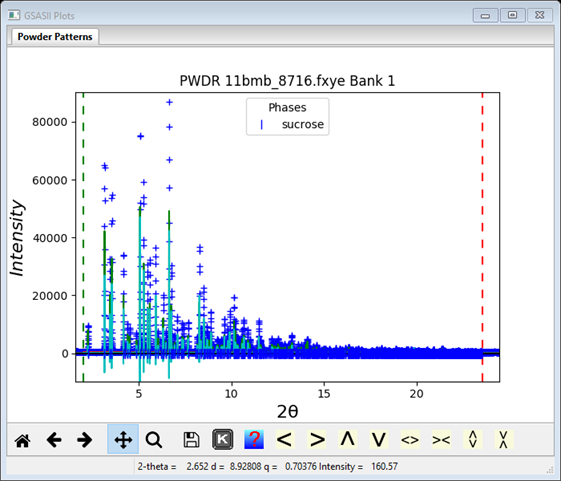 GSASII Plots
Powder Patterns
PWDR 11bmb_8716.fxye Bank 1
Phases
sucrose
80000
60000
40000
20000
0
Intensity
5 10 15 20
2θ
K ? < > Λ V <> >< 
2-theta = 2.652 d = 8.92808 q = 0.70376 Intensity = 160.57